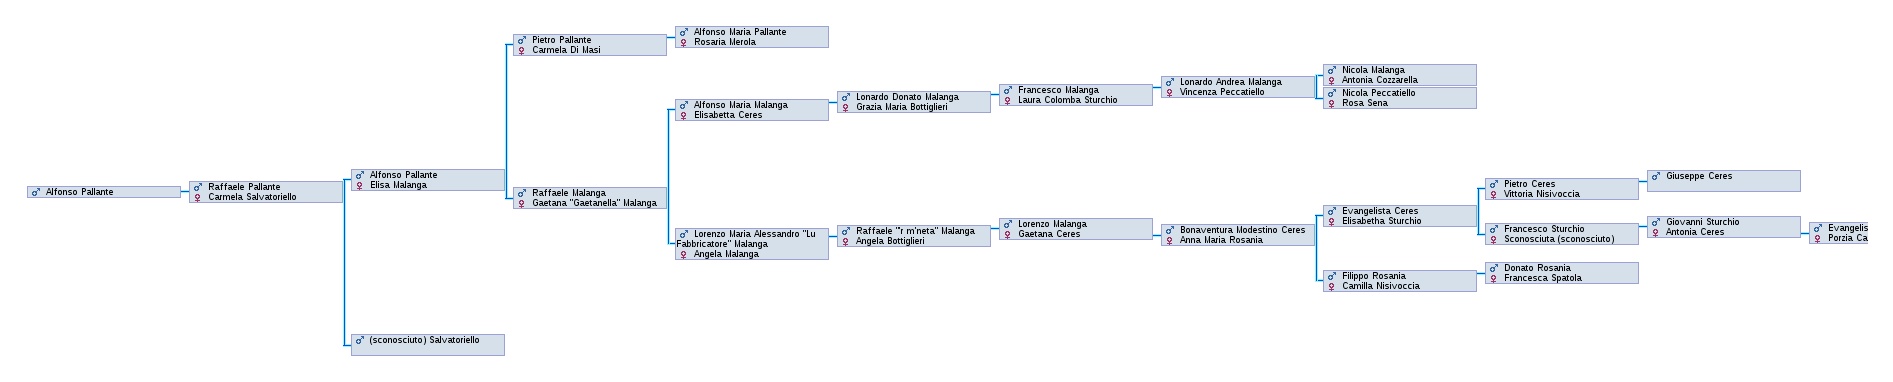 Alfonso Pallante
Raffaele Pallante
Carmela Salvatoriello
Alfonso Pallante
Elisa Malanga
(sconosciuto) Salvatoriello
Pietro Pallante
Carmela Di Masi
Raffaele Malanga
Gaetana "Gaetanella" Malanga
Alfonso Maria Pallante
Rosaria Merola
Alfonso Maria Malanga
Elisabetta Ceres
Lorenzo Maria Alessandro "Lu
Fabbricatore" Malanga
Angela Malanga
Lonardo Donato Malanga
Grazia Maria Bottiglieri
Raffaele "'r m'neta" Malanga
Angela Bottiglieri
Francesco Malanga
Laura Colomba Sturchio
Lorenzo Malanga
Gaetana Ceres
Lonardo Andrea Malanga
Vincenza Peccatiello
Bonaventura Modestino Ceres
Anna Maria Rosania
Nicola Malanga
Antonia Cozzarella
Nicola Peccatiello
Rosa Sena
Evangelista Ceres
Elisabetha Sturchio
Filippo Rosania
Camilla Nisivoccia
Pietro Ceres
Vittoria Nisivoccia
Francesco Sturchio
Sconosciuta (sconosciuto)
Donato Rosania
Francesca Spatola
Giuseppe Ceres
Giovanni Sturchio
Antonia Ceres
Evangelis
Porzia Ca